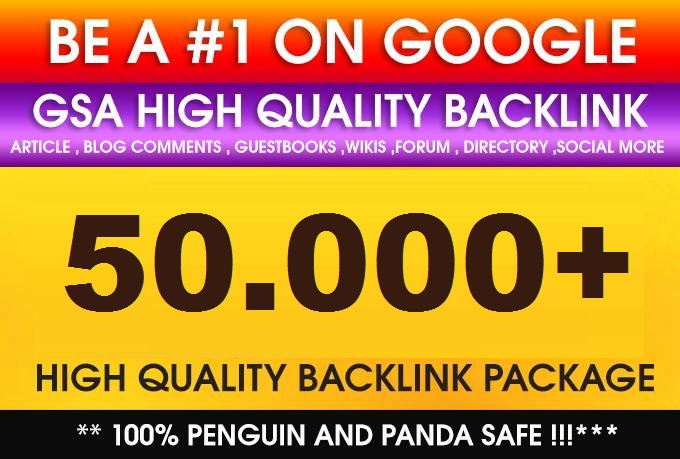 BE A #1 ON GOOGLE
GSA HIGH QUALITY BACKLINK
ARTICLE , BLOG COMMENTS , GUESTBOOKS ,WIKIS ,FORUM , DIRECTORY ,SOCIAL MORE
50.000+
HIGH QUALITY BACKLINK PACKAGE
** 100% PENGUIN AND PANDA SAFE !!!***